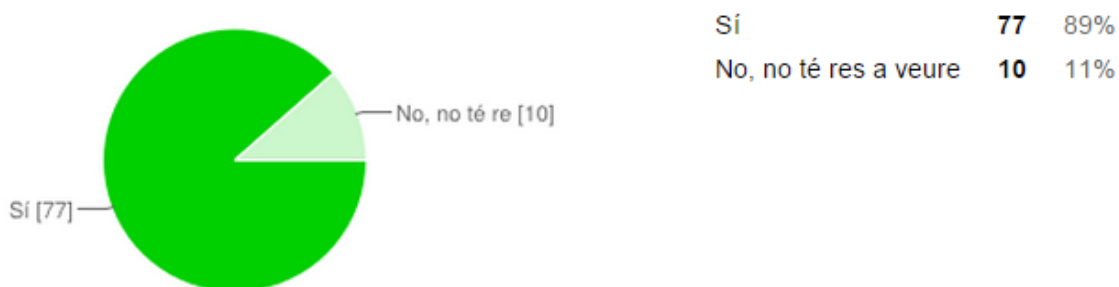 Sí 77 89%
No, no té res a veure 10 11%
No, no té re [10]
Sí [77]